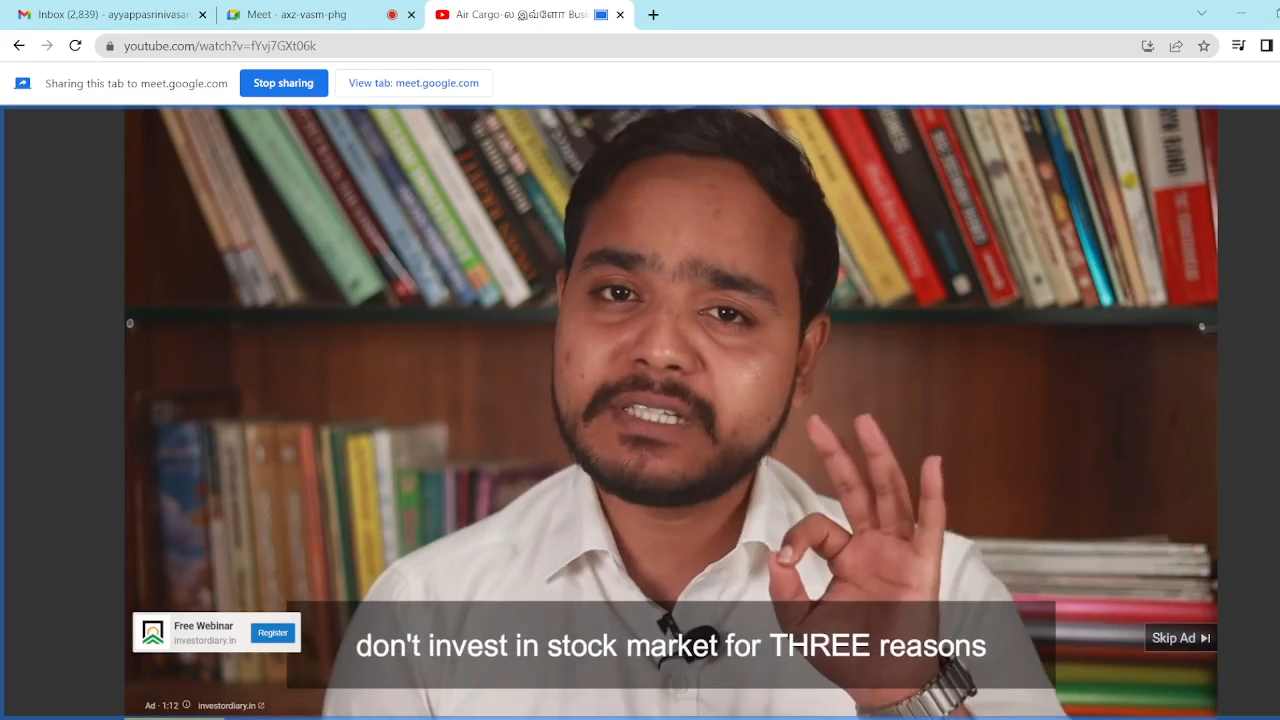 Inbox (2,839) - ayyappasrinivasan
Meet - axz-vasm-phg
Air Cargo-ல இவ்ளோ Busi
youtube.com/watch?v=fYvj7GXt06k
Sharing this tab to meet.google.com
Stop sharing
View tab: meet.google.com
Free Webinar
investordiary.in
Register
don't invest in stock market for THREE reasons
Skip Ad
Ad · 1:12
investordiary.in